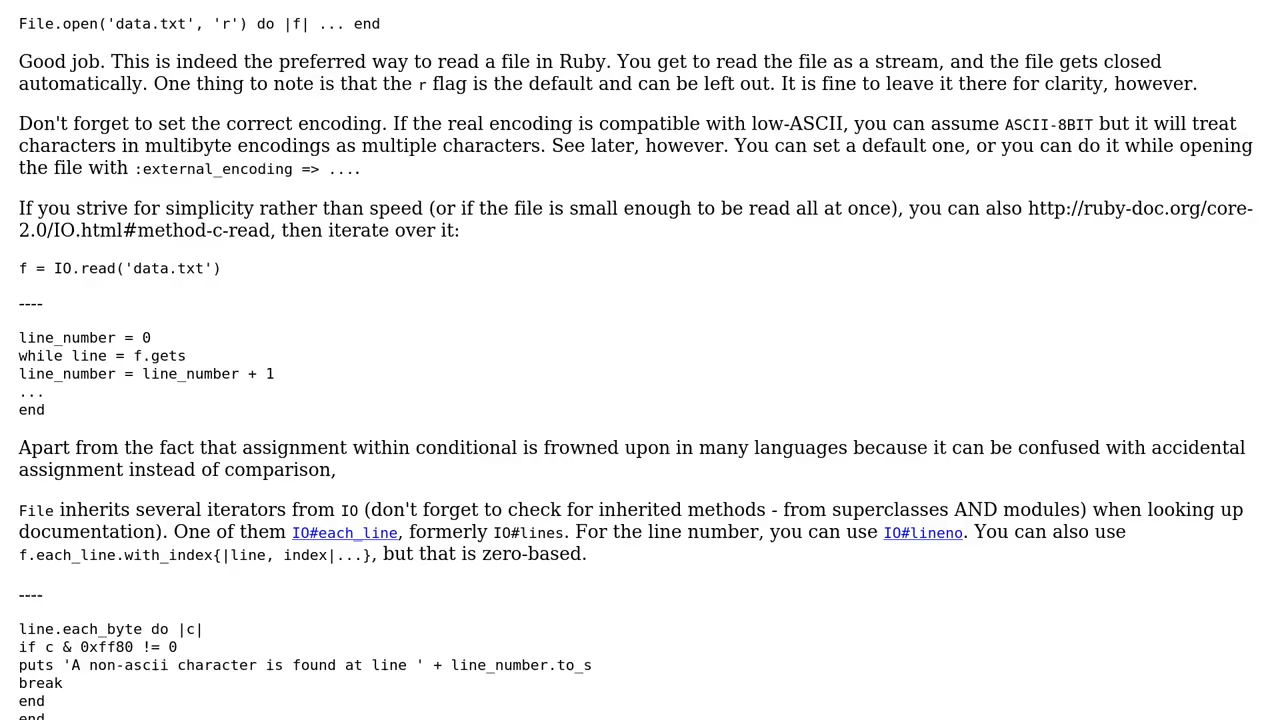 File.open('data.txt', 'r') do |f| ... end
Good job. This is indeed the preferred way to read a file in Ruby. You get to read the file as a stream, and the file gets closed
automatically. One thing to note is that the r flag is the default and can be left out. It is fine to leave it there for clarity, however.
Don't forget to set the correct encoding. If the real encoding is compatible with low-ASCII, you can assume ASCII-8BIT but it will treat
characters in multibyte encodings as multiple characters. See later, however. You can set a default one, or you can do it while opening
the file with :external_encoding => ....
If you strive for simplicity rather than speed (or if the file is small enough to be read all at once), you can also http://ruby-doc.org/core-
2.0/IO.html#method-c-read, then iterate over it:
f = IO.read('data.txt')
----
line_number = 0
while line = f.gets
line_number = line_number + 1
...
end
Apart from the fact that assignment within conditional is frowned upon in many languages because it can be confused with accidental
assignment instead of comparison,
File inherits several iterators from IO (don't forget to check for inherited methods - from superclasses AND modules) when looking up
documentation). One of them IO#each_line, formerly IO#lines. For the line number, you can use IO#lineno. You can also use
f.each_line.with_index{|line, index|...}, but that is zero-based.
----
line.each_byte do |c|
if c & 0xff80 != 0
puts 'A non-ascii character is found at line ' + line_number.to_s
break
end
end